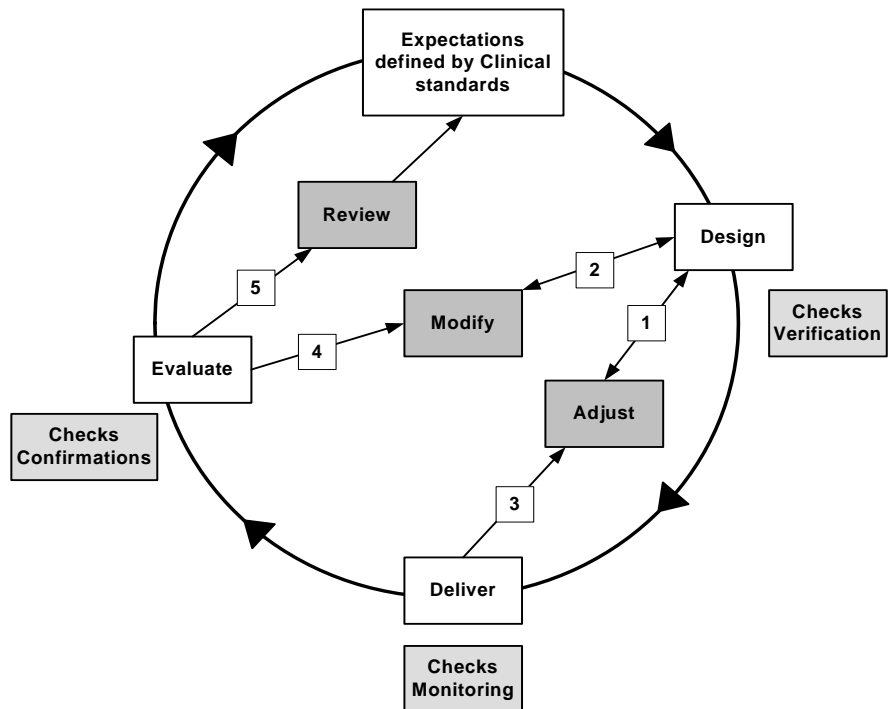 Expectations
defined by Clinical
standards
Review
Design
2
5
Checks
Verification
Modify
1
4
Evaluate
Adjust
Checks
Confirmations
3
Deliver
Checks
Monitoring